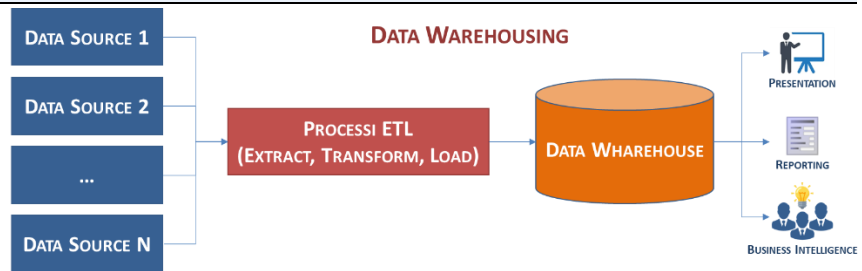 DATA WAREHOUSING
DATA SOURCE 1
DATA SOURCE 2
...
DATA SOURCE N
PROCESSI ETL
(EXTRACT, TRANSFORM, LOAD)
DATA WHAREHOUSE
PRESENTATION
REPORTING
BUSINESS INTELLIGENCE